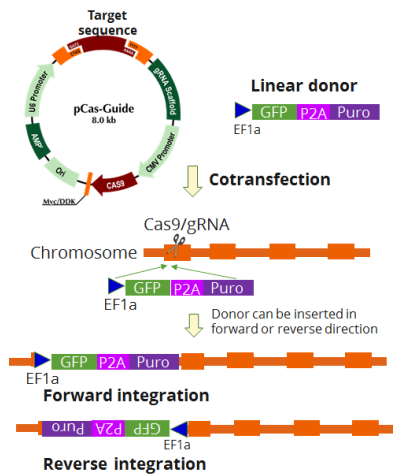 Target
sequence
U6 Promoter
gRNA Scaffold
pCas-Guide
8.0 kb
AMP
CMV Promoter
Ori
CAS9
Myc/DDK
Linear donor
GFP P2A Puro
EF1a
Cotransfection
Cas9/gRNA
Chromosome
GFP P2A Puro
EF1a
Donor can be inserted in
forward or reverse direction
GFP P2A Puro
EF1a
Forward integration
Puro P2A GFP
EF1a
Reverse integration